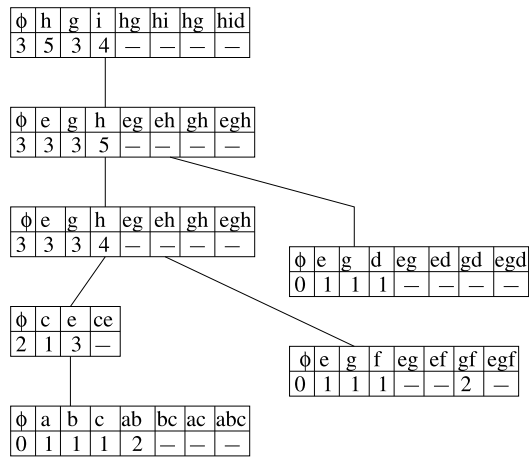 ϕ h g i hg hi hg hid
3 5 3 4 — — — —
ϕ e g h eg eh gh egh
3 3 3 5 — — — —
ϕ e g h eg eh gh egh
3 3 3 4 — — — —
ϕ e g d eg ed gd egd
0 1 1 1 — — — —
ϕ c e ce
2 1 3 —
ϕ e g f eg ef gf egf
0 1 1 1 — — 2 —
ϕ a b c ab bc ac abc
0 1 1 1 2 — — —